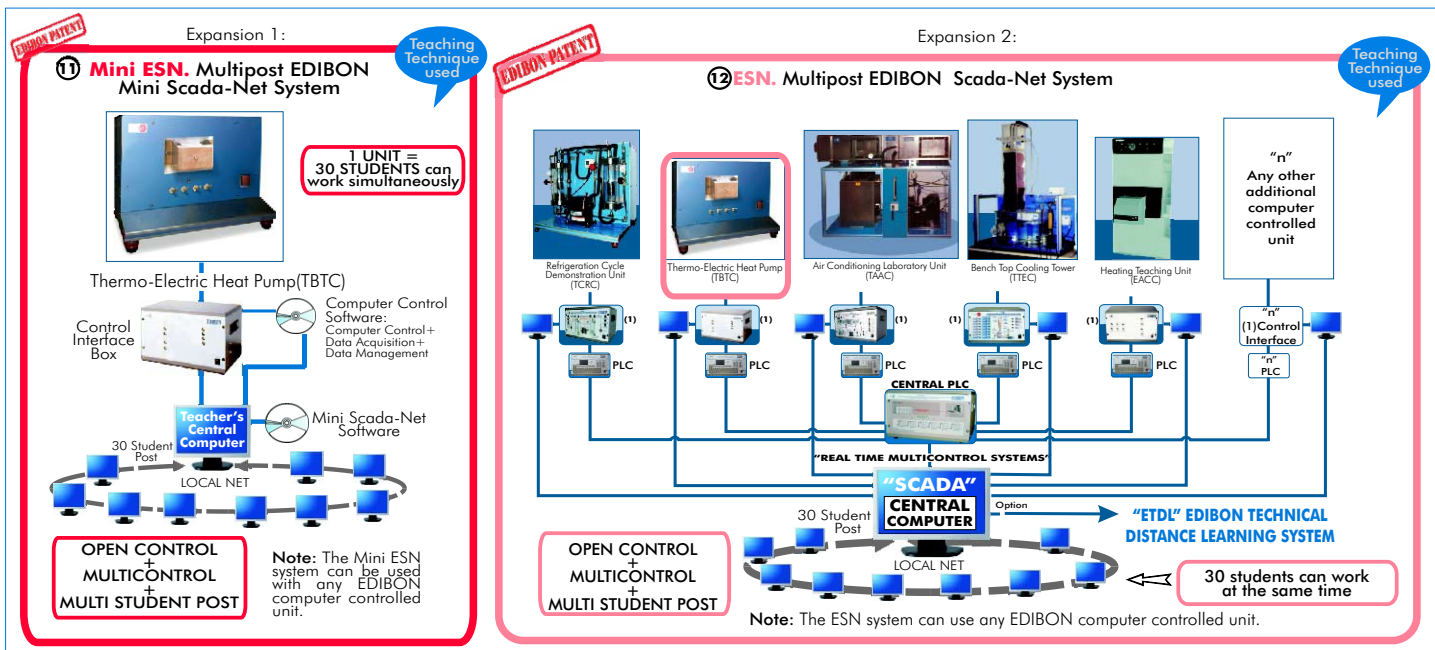 Expansion 1:
EDIBON PATENT
Teaching
Technique
used
11 Mini ESN. Multipost EDIBON
Mini Scada-Net System
1 UNIT =
30 STUDENTS can
work simultaneously
Thermo-Electric Heat Pump(TBTC)
Control
Interface
Box
Computer Control
Software:
Computer Control+
Data Acquisition+
Data Management
Teacher's
Central
Computer
Mini Scada-Net
Software
30 Student
Post
LOCAL NET
OPEN CONTROL
+
MULTICONTROL
+
MULTI STUDENT POST
Note: The Mini ESN
system can be used
with any EDIBON
computer controlled
unit.
Expansion 2:
EDIBON PATENT
Teaching
Technique
used
12 ESN. Multipost EDIBON Scada-Net System
Refrigeration Cycle
Demonstration Unit
(TCRC)
Thermo-Electric Heat Pump
(TBTC)
Air Conditioning Laboratory Unit
(TAAC)
Bench Top Cooling Tower
(TTEC)
Heating Teaching Unit
(EACC)
"n"
Any other
additional
computer
controlled
unit
(1)
(1)
(1)
(1)
(1)
"n"
(1)Control
Interface
PLC
PLC
PLC
PLC
PLC
"n"
PLC
CENTRAL PLC
"REAL TIME MULTICONTROL SYSTEMS"
"SCADA"
CENTRAL
COMPUTER
Option
"ETDL" EDIBON TECHNICAL
DISTANCE LEARNING SYSTEM
30 Student
Post
LOCAL NET
OPEN CONTROL
+
MULTICONTROL
+
MULTI STUDENT POST
30 students can work
at the same time
Note: The ESN system can use any EDIBON computer controlled unit.